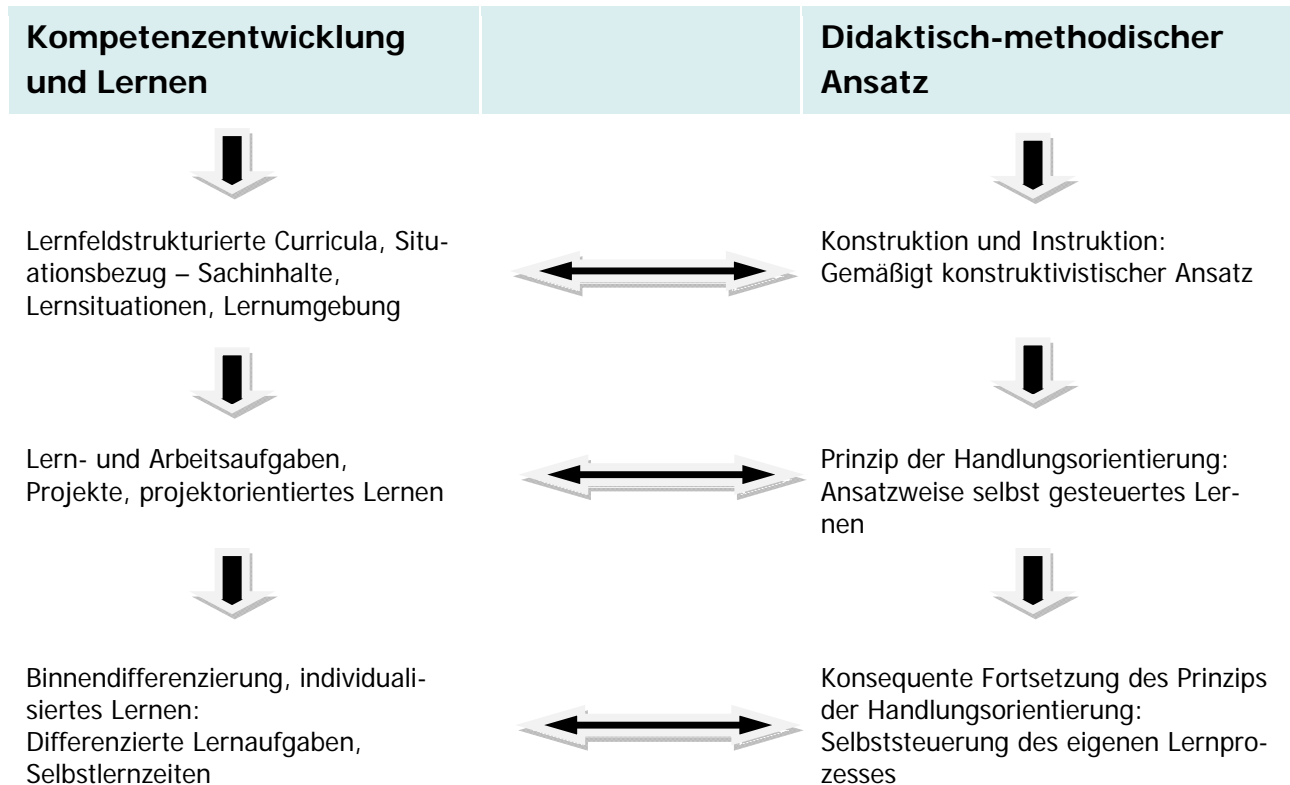 Kompetenzentwicklung
und Lernen
Didaktisch-methodischer
Ansatz
Lernfeldstrukturierte Curricula, Situ-
ationsbezug – Sachinhalte,
Lernsituationen, Lernumgebung
Konstruktion und Instruktion:
Gemäßigt konstruktivistischer Ansatz
Lern- und Arbeitsaufgaben,
Projekte, projektorientiertes Lernen
Prinzip der Handlungsorientierung:
Ansatzweise selbst gesteuertes Ler-
nen
Binnendifferenzierung, individuali-
siertes Lernen:
Differenzierte Lernaufgaben,
Selbstlernzeiten
Konsequente Fortsetzung des Prinzips
der Handlungsorientierung:
Selbststeuerung des eigenen Lernpro-
zesses